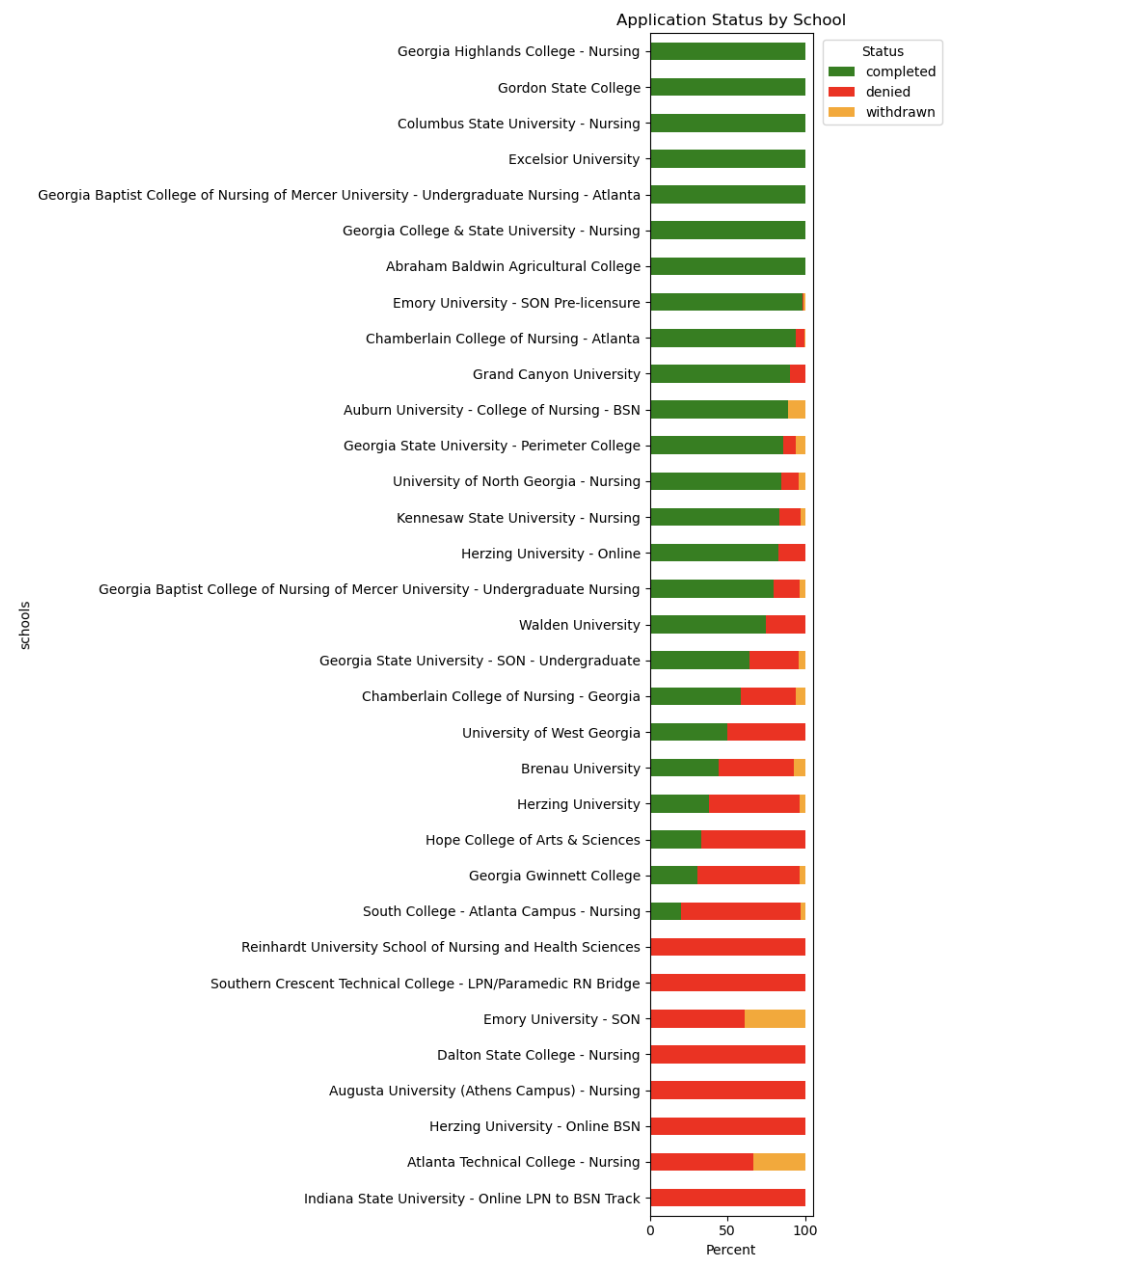 Application Status by School
Georgia Highlands College - Nursing
Gordon State College
Columbus State University - Nursing
Excelsior University
Georgia Baptist College of Nursing of Mercer University - Undergraduate Nursing - Atlanta
Georgia College & State University - Nursing
Abraham Baldwin Agricultural College
Emory University - SON Pre-licensure
Chamberlain College of Nursing - Atlanta
Grand Canyon University
Auburn University - College of Nursing - BSN
Georgia State University - Perimeter College
University of North Georgia - Nursing
Kennesaw State University - Nursing
Herzing University - Online
Georgia Baptist College of Nursing of Mercer University - Undergraduate Nursing
Walden University
Georgia State University - SON - Undergraduate
Chamberlain College of Nursing - Georgia
University of West Georgia
Brenau University
Herzing University
Hope College of Arts & Sciences
Georgia Gwinnett College
South College - Atlanta Campus - Nursing
Reinhardt University School of Nursing and Health Sciences
Southern Crescent Technical College - LPN/Paramedic RN Bridge
Emory University - SON
Dalton State College - Nursing
Augusta University (Athens Campus) - Nursing
Herzing University - Online BSN
Atlanta Technical College - Nursing
Indiana State University - Online LPN to BSN Track
schools
0 50 100
Percent
Status
completed
denied
withdrawn